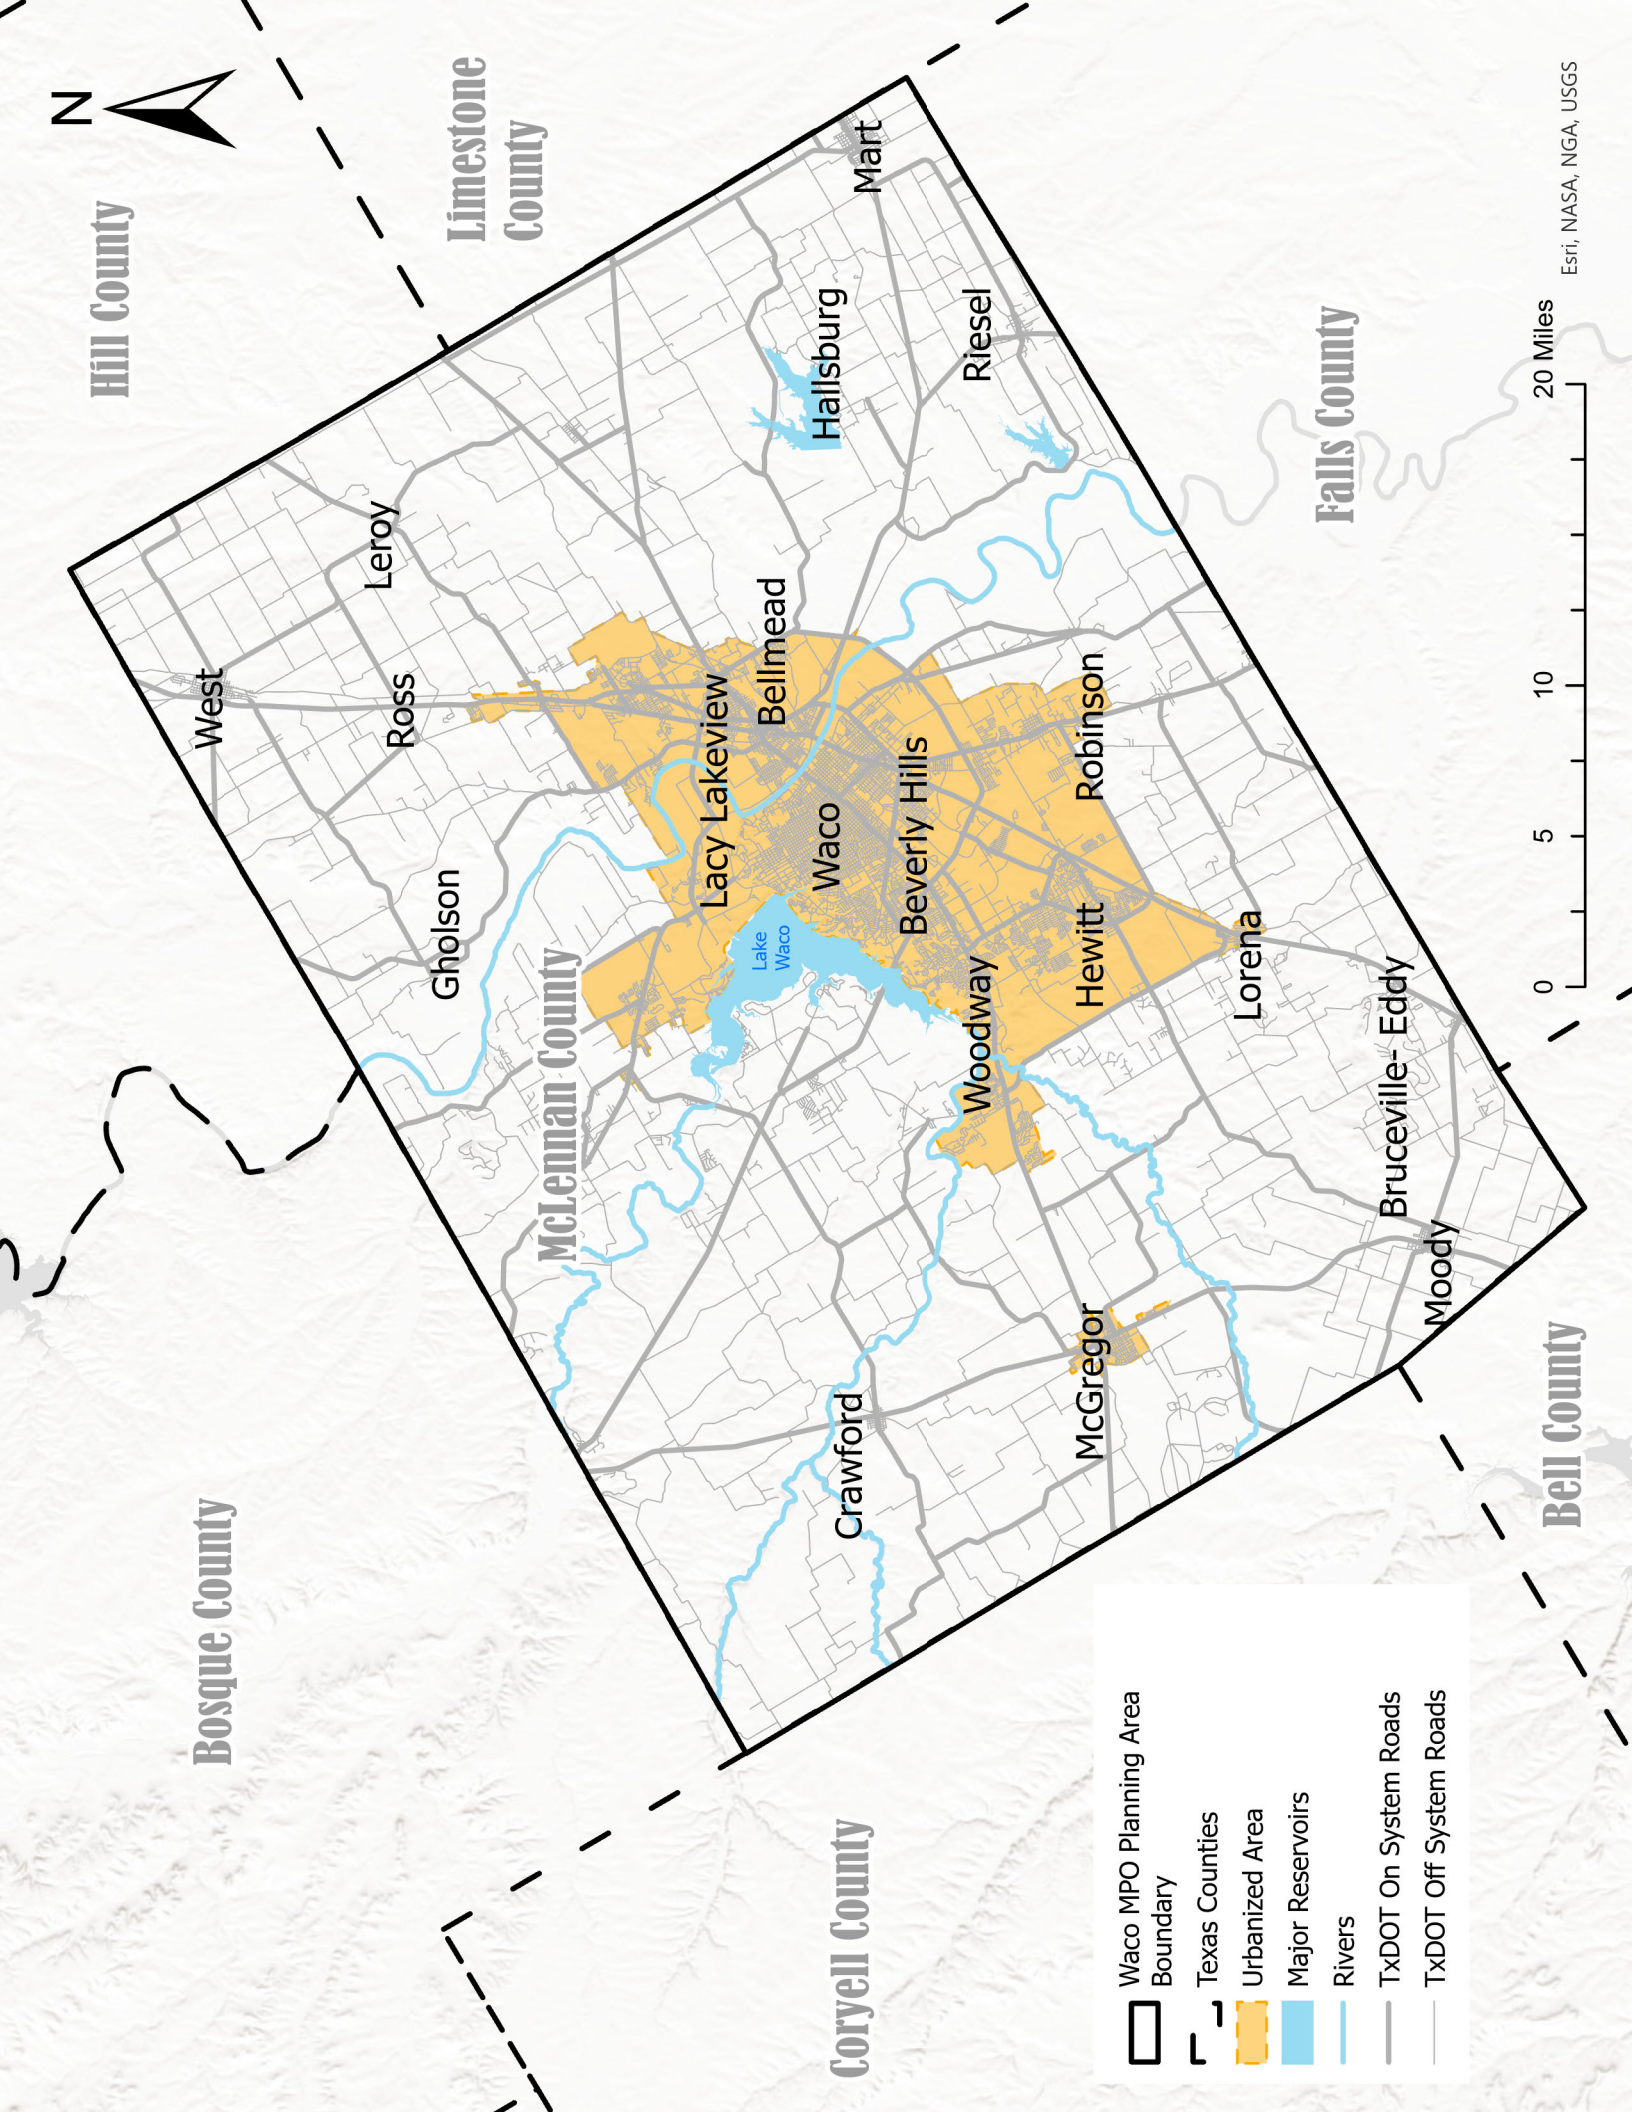 N
Hill County
Limestone
County
Bosque County
McLennan County
Coryell County
Falls County
Bell County
West
Leroy
Ross
Gholson
Lacy Lakeview
Bellmead
Mart
Hallsburg
Riesel
Lake
Waco
Waco
Beverly Hills
Robinson
Woodway
Hewitt
Lorena
Crawford
McGregor
Bruceville- Eddy
Moody
Waco MPO Planning Area
Boundary
Texas Counties
Urbanized Area
Major Reservoirs
Rivers
TxDOT On System Roads
TxDOT Off System Roads
0 5 10 20 Miles
Esri, NASA, NGA, USGS